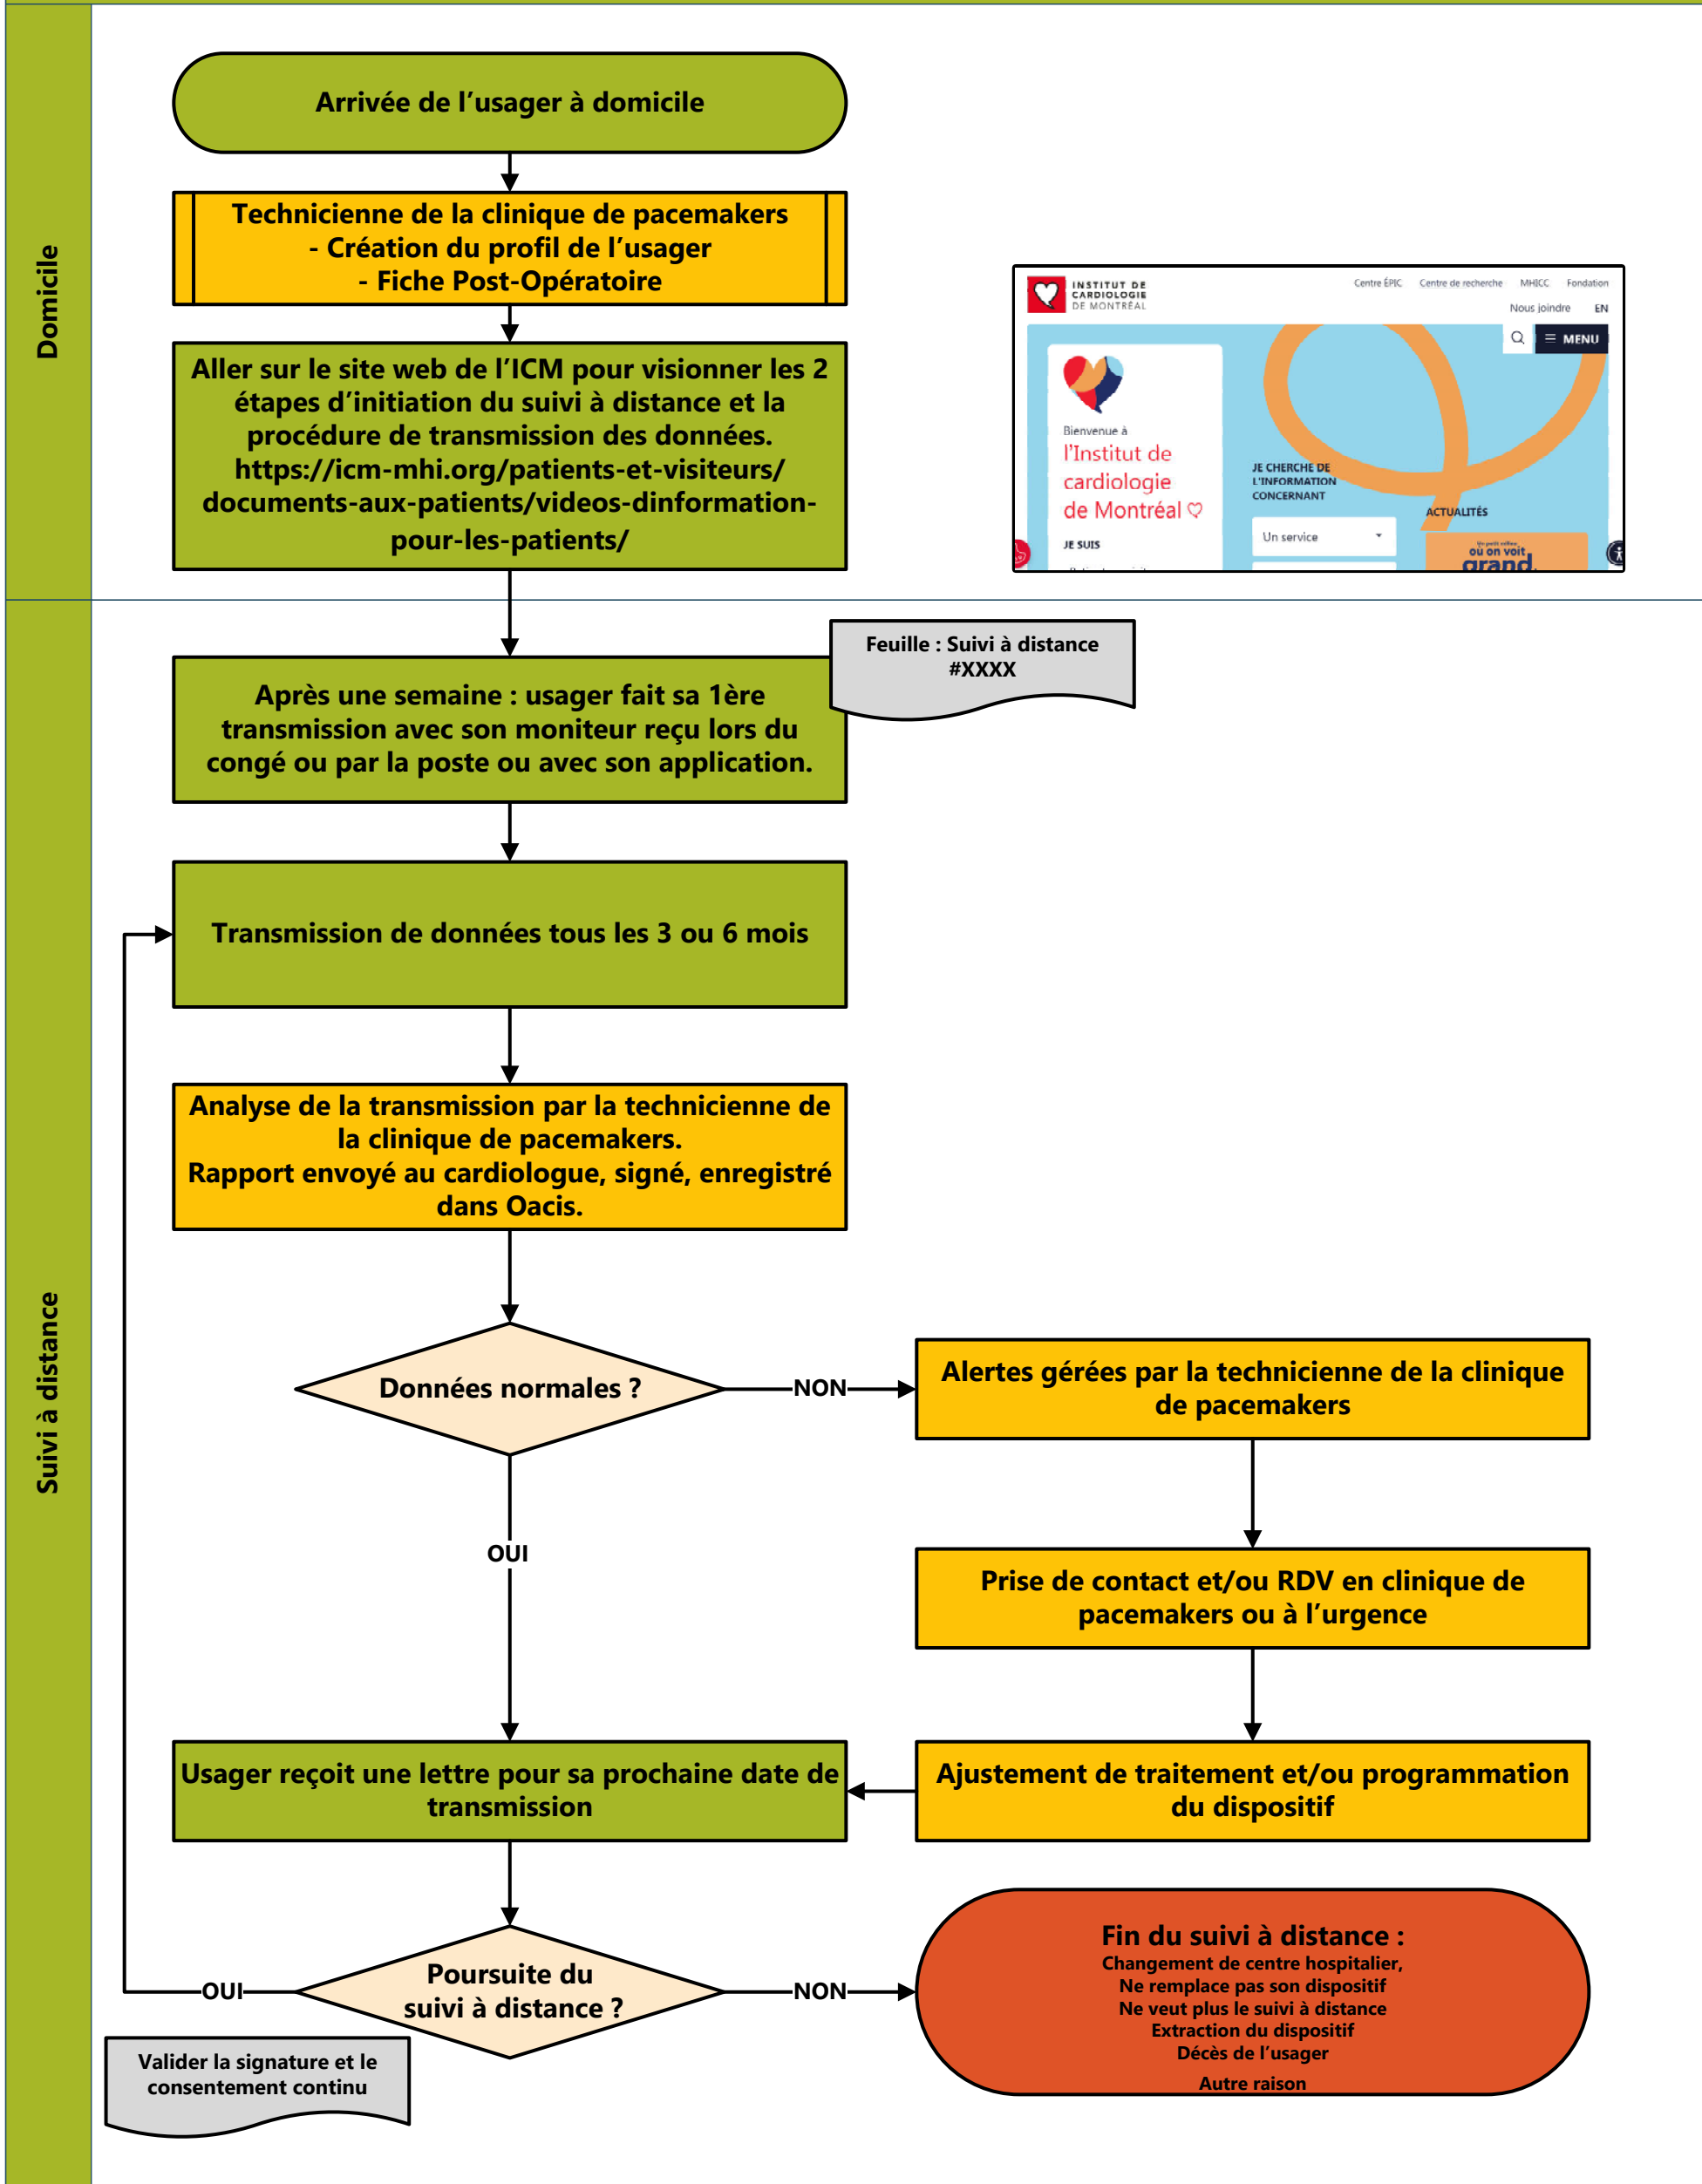 Domicile
Arrivée de l’usager à domicile
Technicienne de la clinique de pacemakers
- Création du profil de l’usager
- Fiche Post-Opératoire
Aller sur le site web de l’ICM pour visionner les 2
étapes d’initiation du suivi à distance et la
procédure de transmission des données.
https://icm-mhi.org/patients-et-visiteurs/
documents-aux-patients/videos-dinformation-
pour-les-patients/
INSTITUT DE
CARDIOLOGIE
DE MONTRÉAL
Centre ÉPIC Centre de recherche MHICC Fondation
Nous joindre EN
MENU
Bienvenue à
l’Institut de
cardiologie
de Montréal
JE SUIS
JE CHERCHE DE
L’INFORMATION
CONCERNANT
Un service
ACTUALITÉS
Un petit milieu
où on voit
grand.
Suivi à distance
Feuille : Suivi à distance
#XXXX
Après une semaine : usager fait sa 1ère
transmission avec son moniteur reçu lors du
congé ou par la poste ou avec son application.
Transmission de données tous les 3 ou 6 mois
Analyse de la transmission par la technicienne de
la clinique de pacemakers.
Rapport envoyé au cardiologue, signé, enregistré
dans Oacis.
Données normales ?
NON
Alertes gérées par la technicienne de la clinique
de pacemakers
OUI
Prise de contact et/ou RDV en clinique de
pacemakers ou à l’urgence
Usager reçoit une lettre pour sa prochaine date de
transmission
Ajustement de traitement et/ou programmation
du dispositif
Poursuite du
suivi à distance ?
OUI
NON
Fin du suivi à distance :
Changement de centre hospitalier,
Ne remplace pas son dispositif
Ne veut plus le suivi à distance
Extraction du dispositif
Décès de l’usager
Autre raison
Valider la signature et le
consentement continu